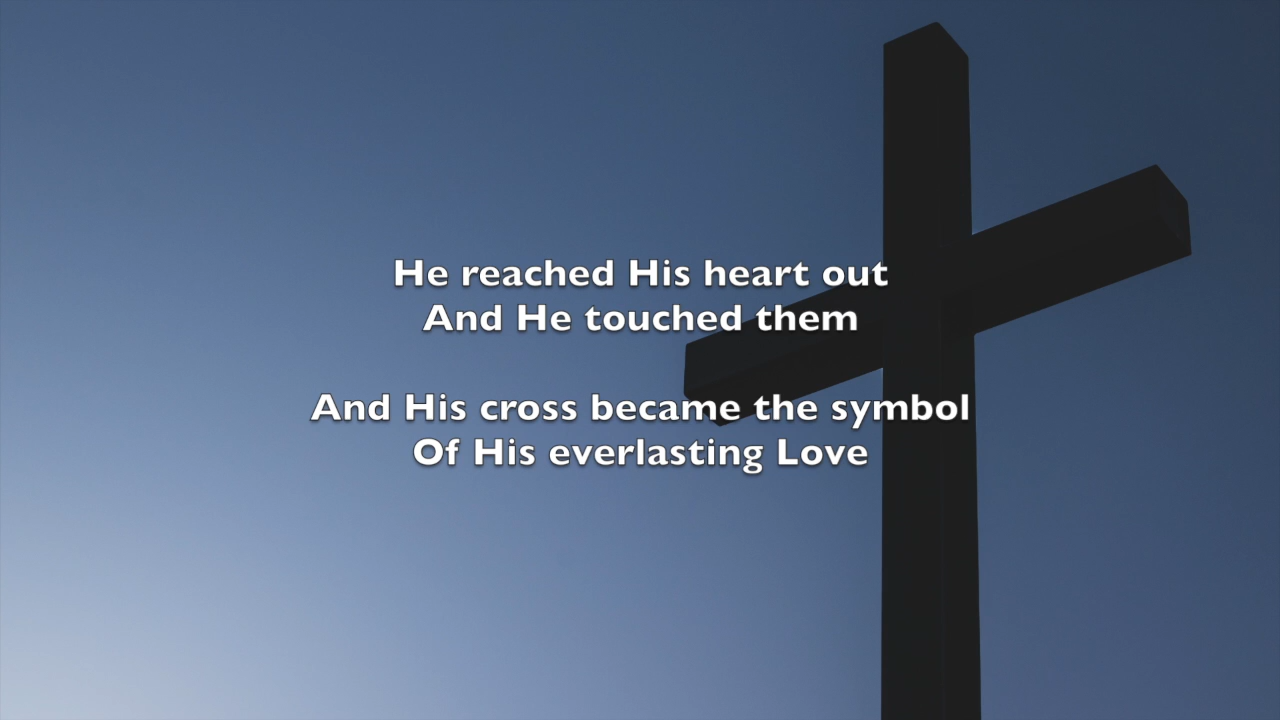 He reached His heart out
And He touched them
And His cross became the symbol
Of His everlasting Love